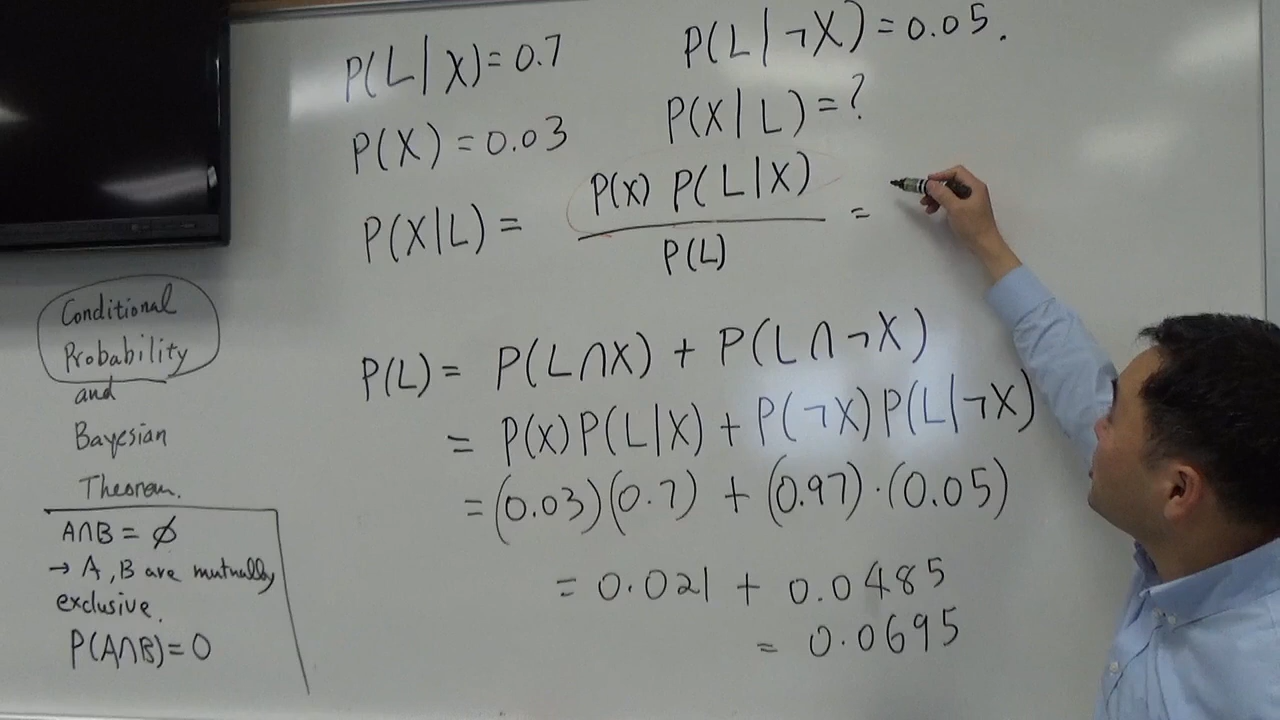 P(L|X)=0.7 P(L|¬X)=0.05.
P(X)=0.03 P(X|L)=?
P(X|L)= P(X) P(L|X) =
P(L)
P(L)= P(L∩X) + P(L∩¬X)
= P(X)P(L|X) + P(¬X)P(L|¬X)
=(0.03)(0.7) + (0.97)·(0.05)
= 0.021 + 0.0485
= 0.0695
Conditional
Probability
and
Bayesian
Theorem.
A∩B = ∅
→ A, B are mutually
exclusive.
P(A∩B)=0